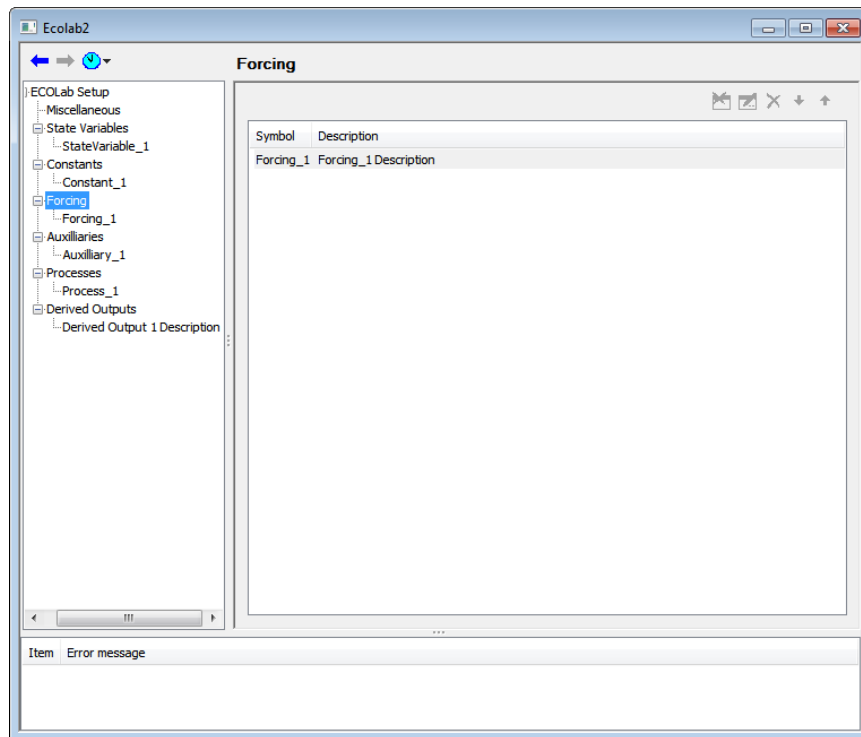 Ecolab2
Forcing
ECOLab Setup
Miscellaneous
State Variables
StateVariable_1
Constants
Constant_1
Forcing
Forcing_1
Auxilliaries
Auxilliary_1
Processes
Process_1
Derived Outputs
Derived Output 1 Description
Symbol Description
Forcing_1 Forcing_1 Description
Item Error message